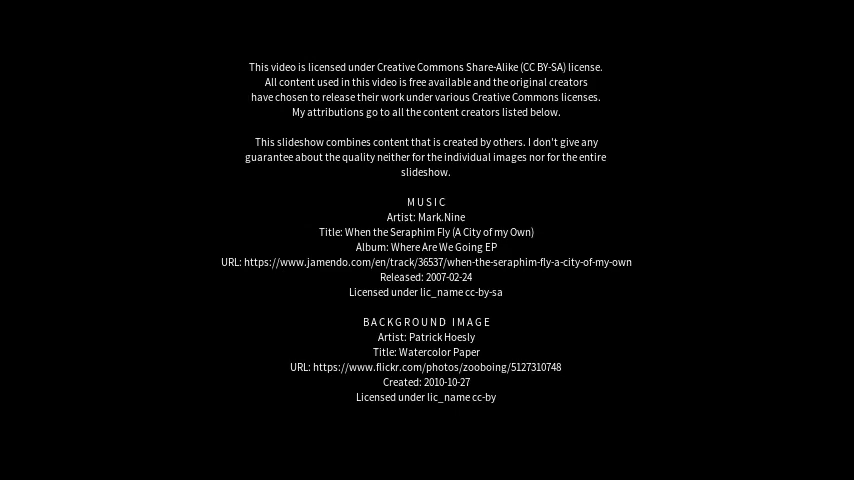 This video is licensed under Creative Commons Share-Alike (CC BY-SA) license.
All content used in this video is free available and the original creators
have chosen to release their work under various Creative Commons licenses.
My attributions go to all the content creators listed below.
This slideshow combines content that is created by others. I don't give any
guarantee about the quality neither for the individual images nor for the entire
slideshow.
MUSIC
Artist: Mark.Nine
Title: When the Seraphim Fly (A City of my Own)
Album: Where Are We Going EP
URL: https://www.jamendo.com/en/track/36537/when-the-seraphim-fly-a-city-of-my-own
Released: 2007-02-24
Licensed under lic_name cc-by-sa
BACKGROUND IMAGE
Artist: Patrick Hoesly
Title: Watercolor Paper
URL: https://www.flickr.com/photos/zooboing/5127310748
Created: 2010-10-27
Licensed under lic_name cc-by